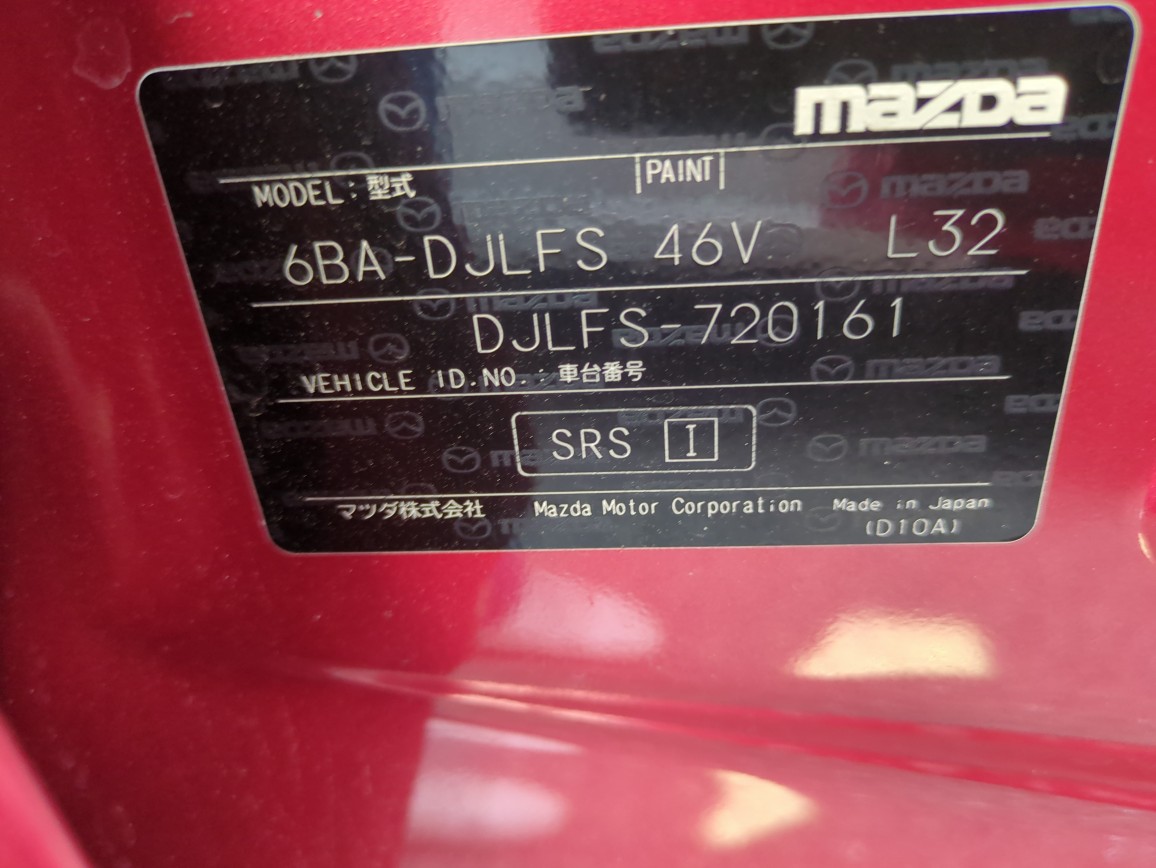 mazda
MODEL: 型式 PAINT
6BA-DJLFS 46V L32
DJLFS-720161
VEHICLE ID.NO.: 車台番号
SRS I
マツダ株式会社 Mazda Motor Corporation Made in Japan
(D10A)